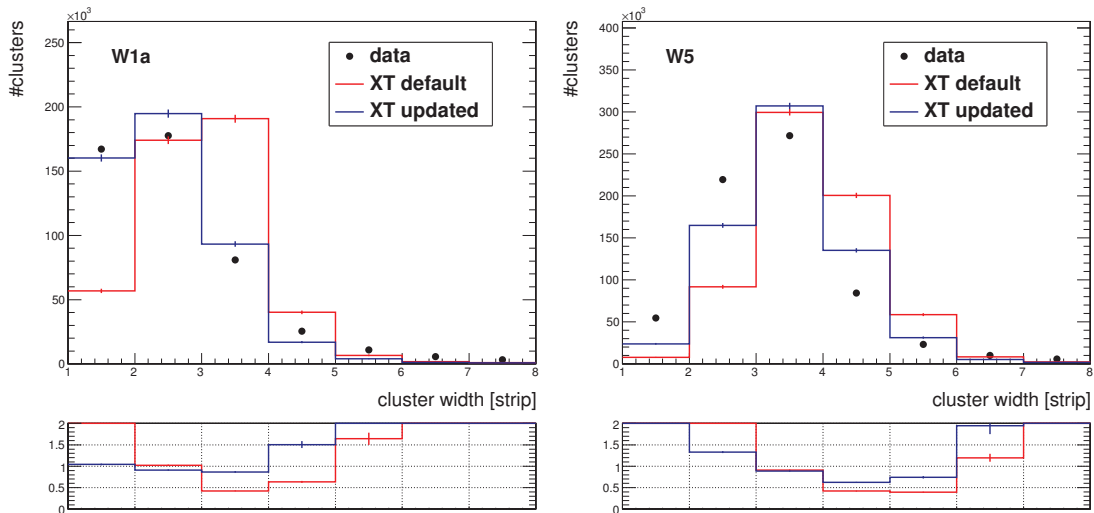 ×10³
250
200
150
100
50
0
#clusters
W1a
data
XT default
XT updated
1 2 3 4 5 6 7 8
cluster width [strip]
2
1.5
1
0.5
0
×10³
400
350
300
250
200
150
100
50
0
#clusters
W5
data
XT default
XT updated
1 2 3 4 5 6 7 8
cluster width [strip]
2
1.5
1
0.5
0